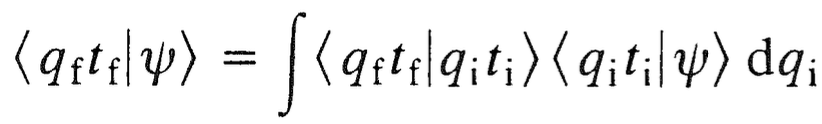 ⟨q_f t_f|ψ⟩ = ∫⟨q_f t_f|q_i t_i⟩⟨q_i t_i|ψ⟩ dq_i